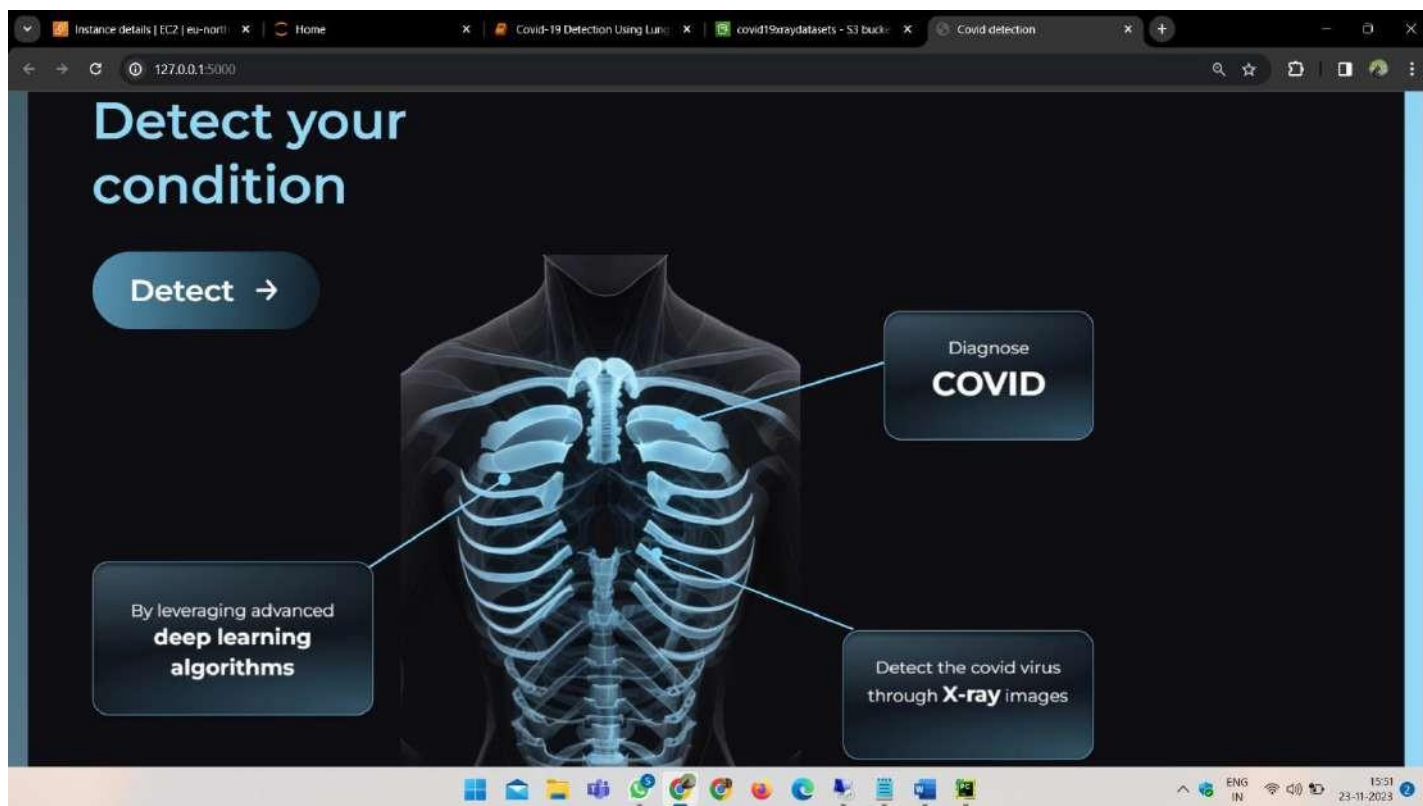 Instance details | EC2 | eu-north
Home
Covid-19 Detection Using Lung
covid19xraydatasets - S3 bucke
Covid detection
127.0.0.1:5000
Detect your
condition
Detect →
Diagnose
COVID
By leveraging advanced
deep learning
algorithms
Detect the covid virus
through X-ray images
S
ENG
IN
15:51
23-11-2023
2